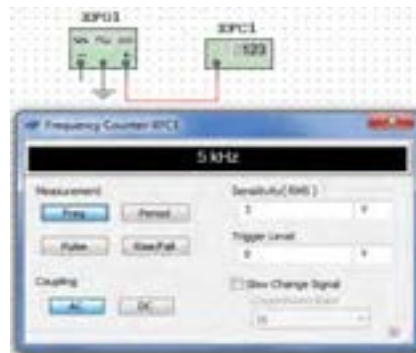 XFG1
XFC1
123
Frequency Counter-XFC1
5 kHz
Measurement
Sensitivity( RMS )
Freq
Period
V
Pulse
Rise/Fall
Trigger Level
0
V
Coupling
Slow Change Signal
AC
DC